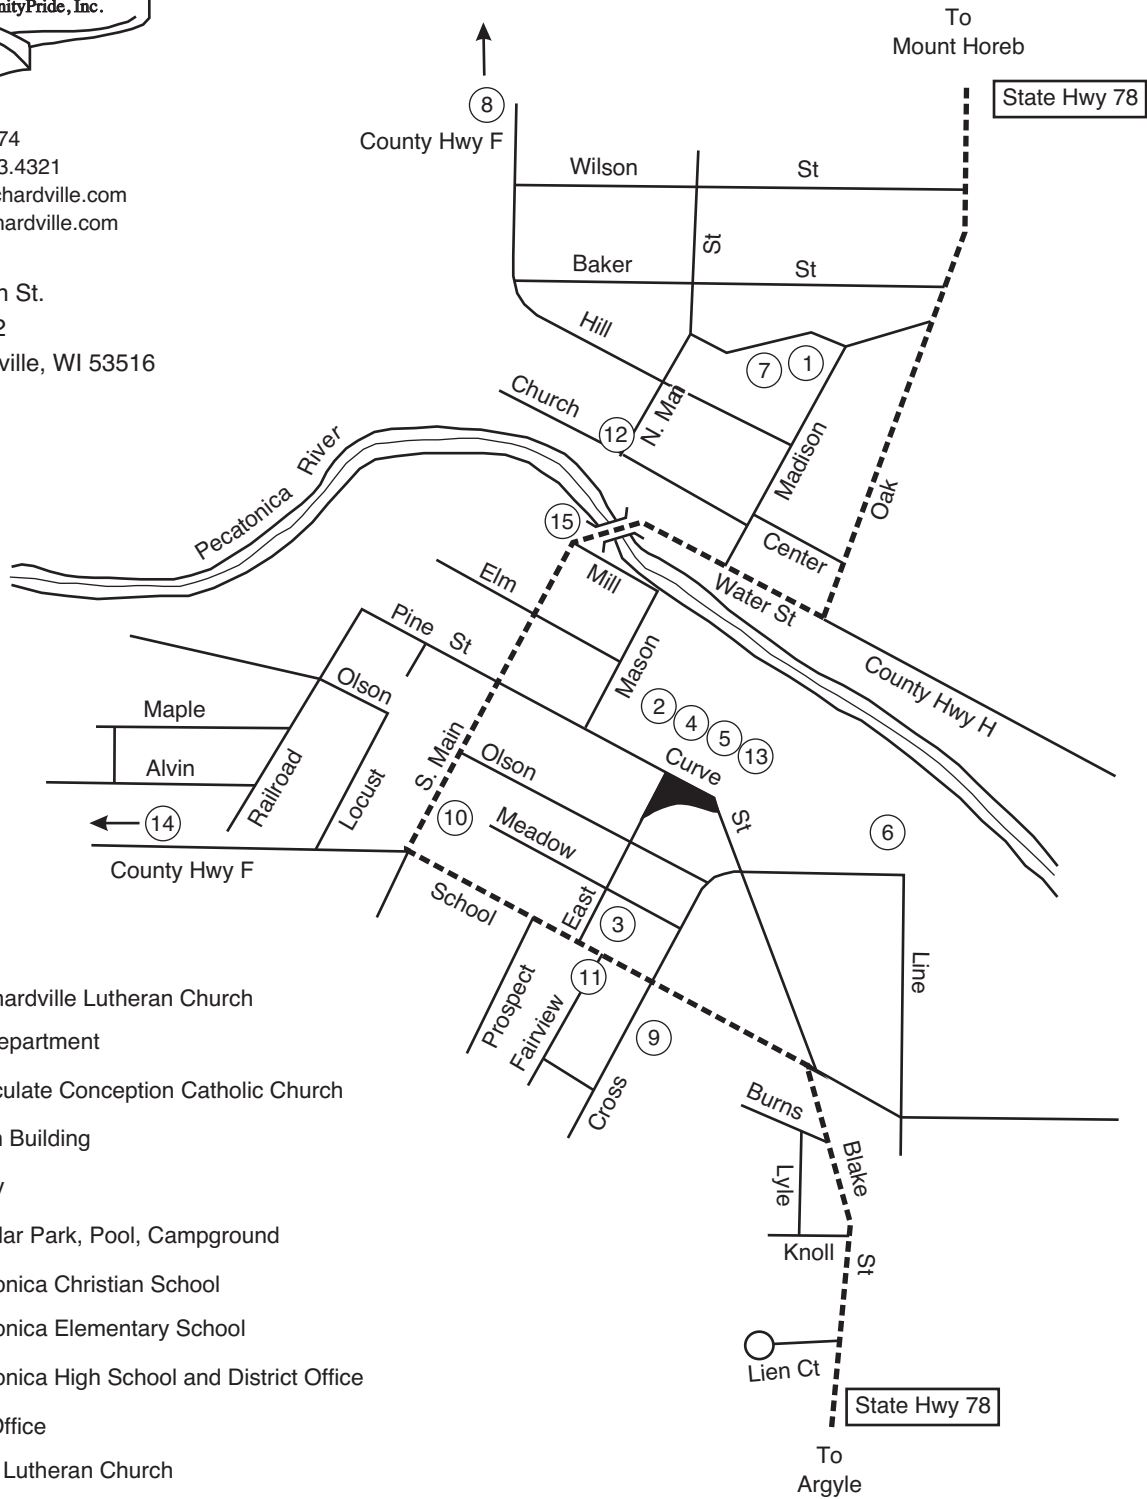 nityPride, Inc.
To
Mount Horeb
State Hwy 78
8
County Hwy F
74
3.4321
chardville.com
hardville.com
n St.
2
ville, WI 53516
Wilson St
St
Baker St
Hill
Church
N. Mai
7
1
12
Madison
Oak
Pecatonica River
15
Center
Water St
Mill
Elm
Pine St
Mason
County Hwy H
Olson
Maple
Alvin
Railroad
Locust
S. Main
2
4
5
13
Curve St
Olson
Meadow
10
14
County Hwy F
6
School
East
3
11
Line
Prospect
Fairview
9
Cross
hardville Lutheran Church
epartment
culate Conception Catholic Church
n Building
y
lar Park, Pool, Campground
onica Christian School
onica Elementary School
onica High School and District Office
Office
Lutheran Church
Burns
Lyle
Blake St
Knoll
Lien Ct
State Hwy 78
To
Argyle